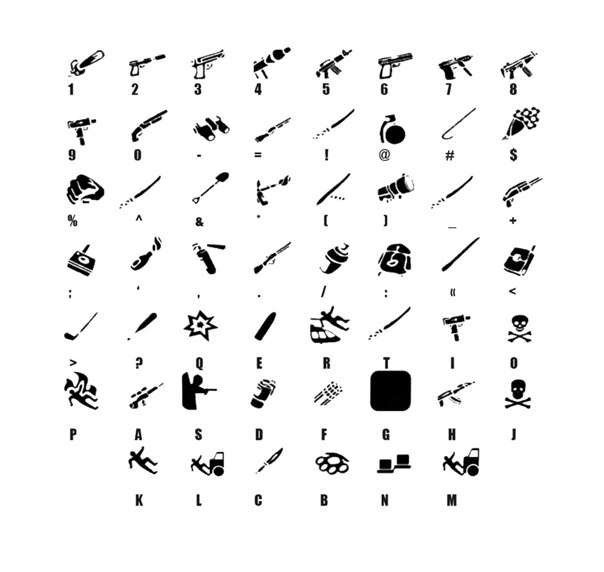 1 2 3 4 5 6 7 8
9 0 - = ! @ # $
% ^ & * ( ) _ +
; ‘ , . / : « <
> ? Q E R T I O
P A S D F G H J
K L C B N M